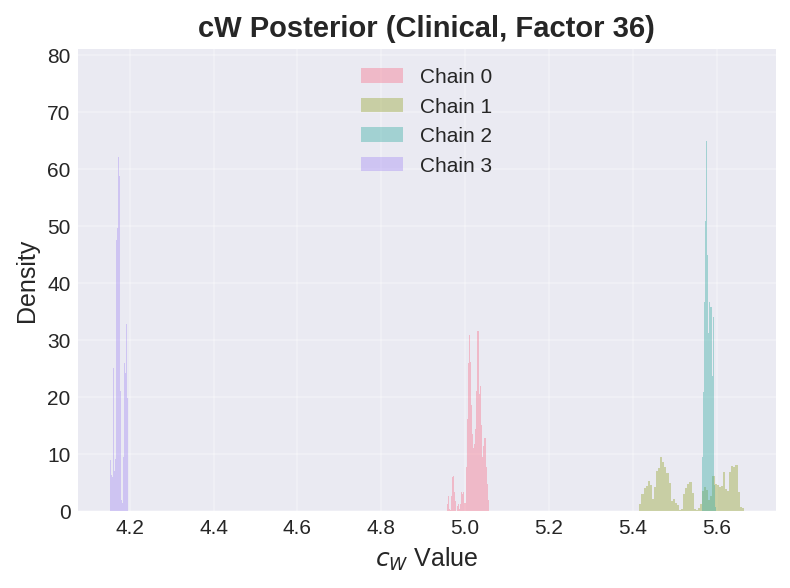 cW Posterior (Clinical, Factor 36)
80
70
60
50
40
30
20
10
0
Density
Chain 0
Chain 1
Chain 2
Chain 3
4.2 4.4 4.6 4.8 5.0 5.2 5.4 5.6
c_W Value